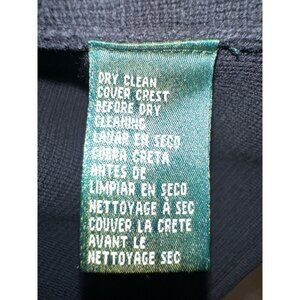 DRY CLEAN
COVER CREST
BEFORE DRY
CLEANING
LAVAR EN SECO
CUBRA CRETA
ANTES DE
LIMPIAR EN SECO
NETTOYAGE À SEC
COUVER LA CRETE
AVANT LE
NETTOYAGE SEC